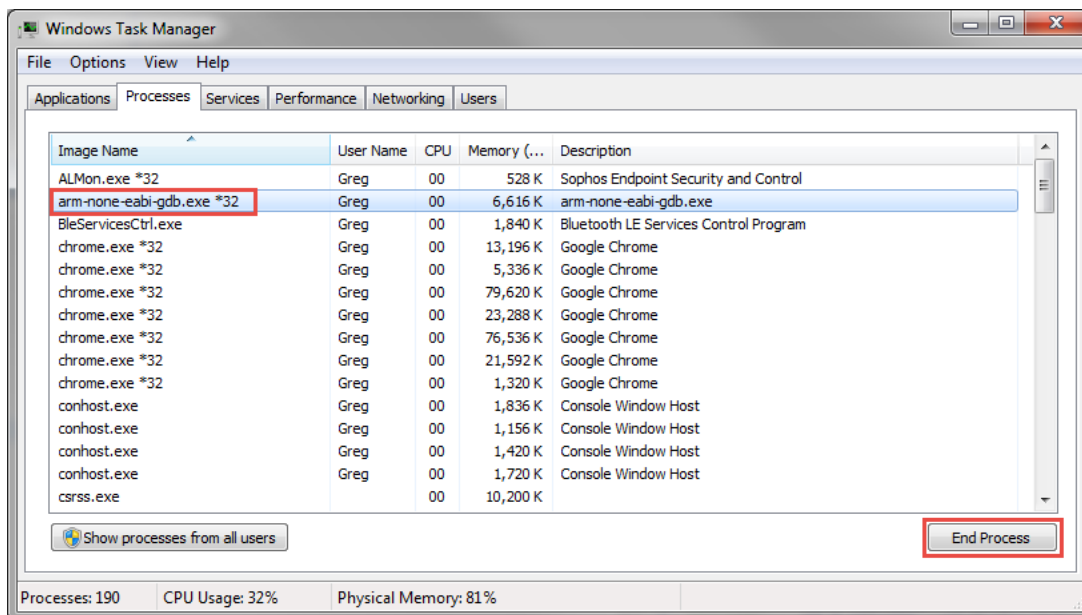 Windows Task Manager
File Options View Help
Applications Processes Services Performance Networking Users
Image Name User Name CPU Memory (... Description
ALMon.exe *32 Greg 00 528 K Sophos Endpoint Security and Control
arm-none-eabi-gdb.exe *32 Greg 00 6,616 K arm-none-eabi-gdb.exe
BleServicesCtrl.exe Greg 00 1,840 K Bluetooth LE Services Control Program
chrome.exe *32 Greg 00 13,196 K Google Chrome
chrome.exe *32 Greg 00 5,336 K Google Chrome
chrome.exe *32 Greg 00 79,620 K Google Chrome
chrome.exe *32 Greg 00 23,288 K Google Chrome
chrome.exe *32 Greg 00 76,536 K Google Chrome
chrome.exe *32 Greg 00 21,592 K Google Chrome
chrome.exe *32 Greg 00 1,320 K Google Chrome
conhost.exe Greg 00 1,836 K Console Window Host
conhost.exe Greg 00 1,156 K Console Window Host
conhost.exe Greg 00 1,420 K Console Window Host
conhost.exe Greg 00 1,720 K Console Window Host
csrss.exe 00 10,200 K
Show processes from all users End Process
Processes: 190 CPU Usage: 32% Physical Memory: 81%